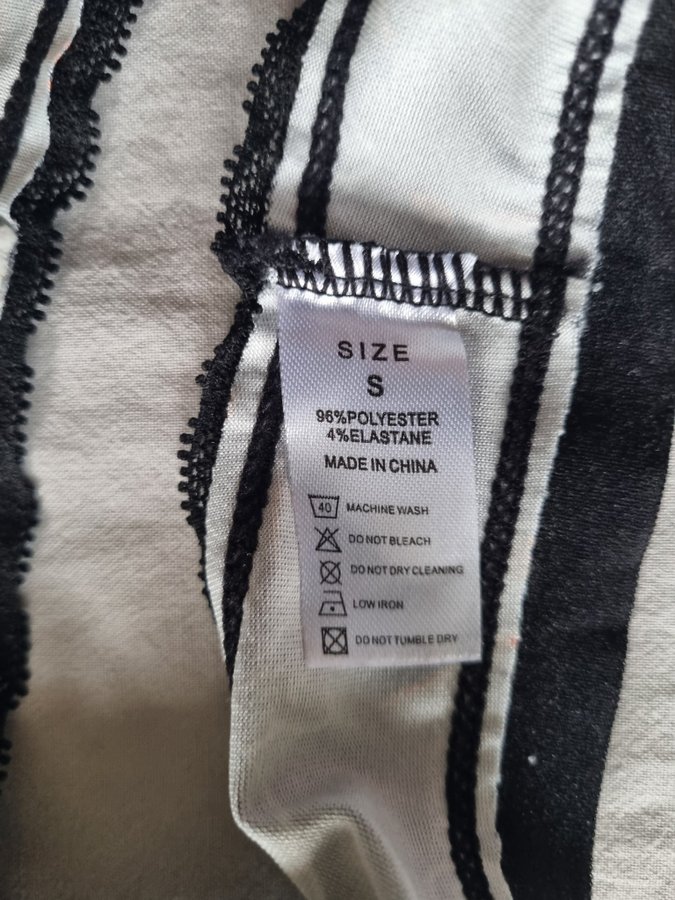 SIZE
S
96%POLYESTER
4%ELASTANE
MADE IN CHINA
40 MACHINE WASH
DO NOT BLEACH
DO NOT DRY CLEANING
LOW IRON
DO NOT TUMBLE DRY